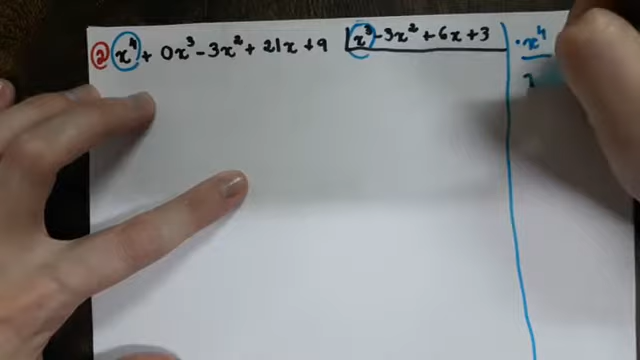 ② x⁴ + 0x³ - 3x² + 21x + 9 x³ - 3x² + 6x + 3
· x⁴